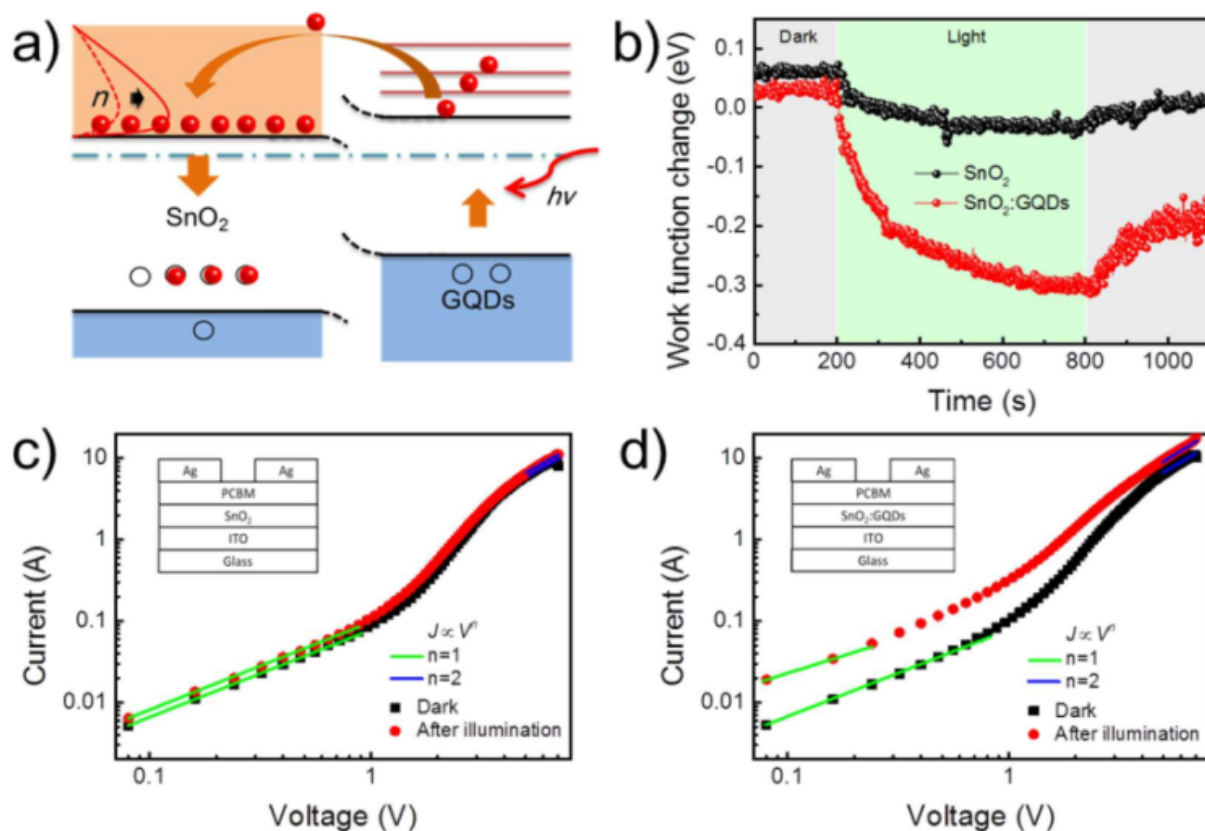 a)
n
SnO₂
hν
GQDs
b)
Work function change (eV)
0.1
0.0
-0.1
-0.2
-0.3
-0.4
Dark
Light
SnO₂
SnO₂:GQDs
0 200 400 600 800 1000
Time (s)
c)
Current (A)
10
1
0.1
0.01
Ag Ag
PCBM
SnO₂
ITO
Glass
J ∝ Vⁿ
n=1
n=2
Dark
After illumination
0.1 1
Voltage (V)
d)
Current (A)
10
1
0.1
0.01
Ag Ag
PCBM
SnO₂:GQDs
ITO
Glass
J ∝ Vⁿ
n=1
n=2
Dark
After illumination
0.1 1
Voltage (V)